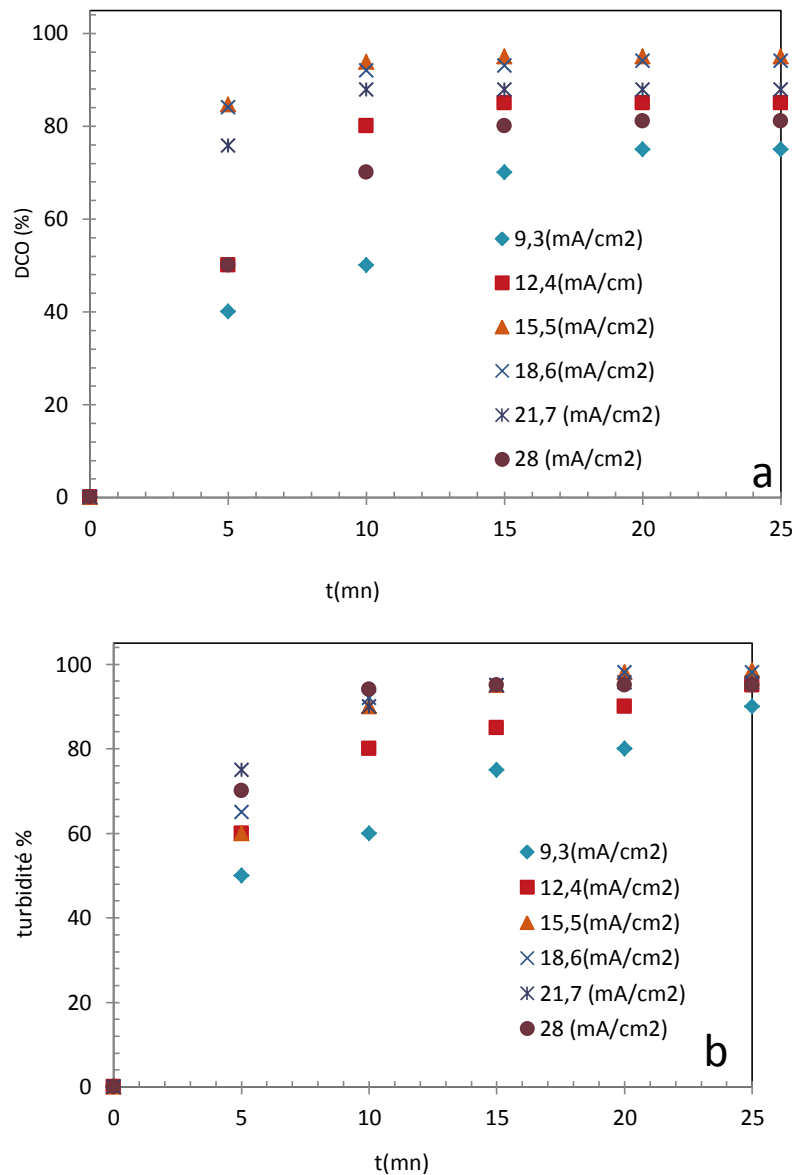 100
80
60
40
20
0
DCO (%)
9,3(mA/cm2)
12,4(mA/cm)
15,5(mA/cm2)
18,6(mA/cm2)
21,7 (mA/cm2)
28 (mA/cm2)
a
0 5 10 15 20 25
t(mn)
100
80
60
40
20
0
turbidité %
9,3(mA/cm2)
12,4(mA/cm2)
15,5(mA/cm2)
18,6(mA/cm2)
21,7 (mA/cm2)
28 (mA/cm2)
b
0 5 10 15 20 25
t(mn)